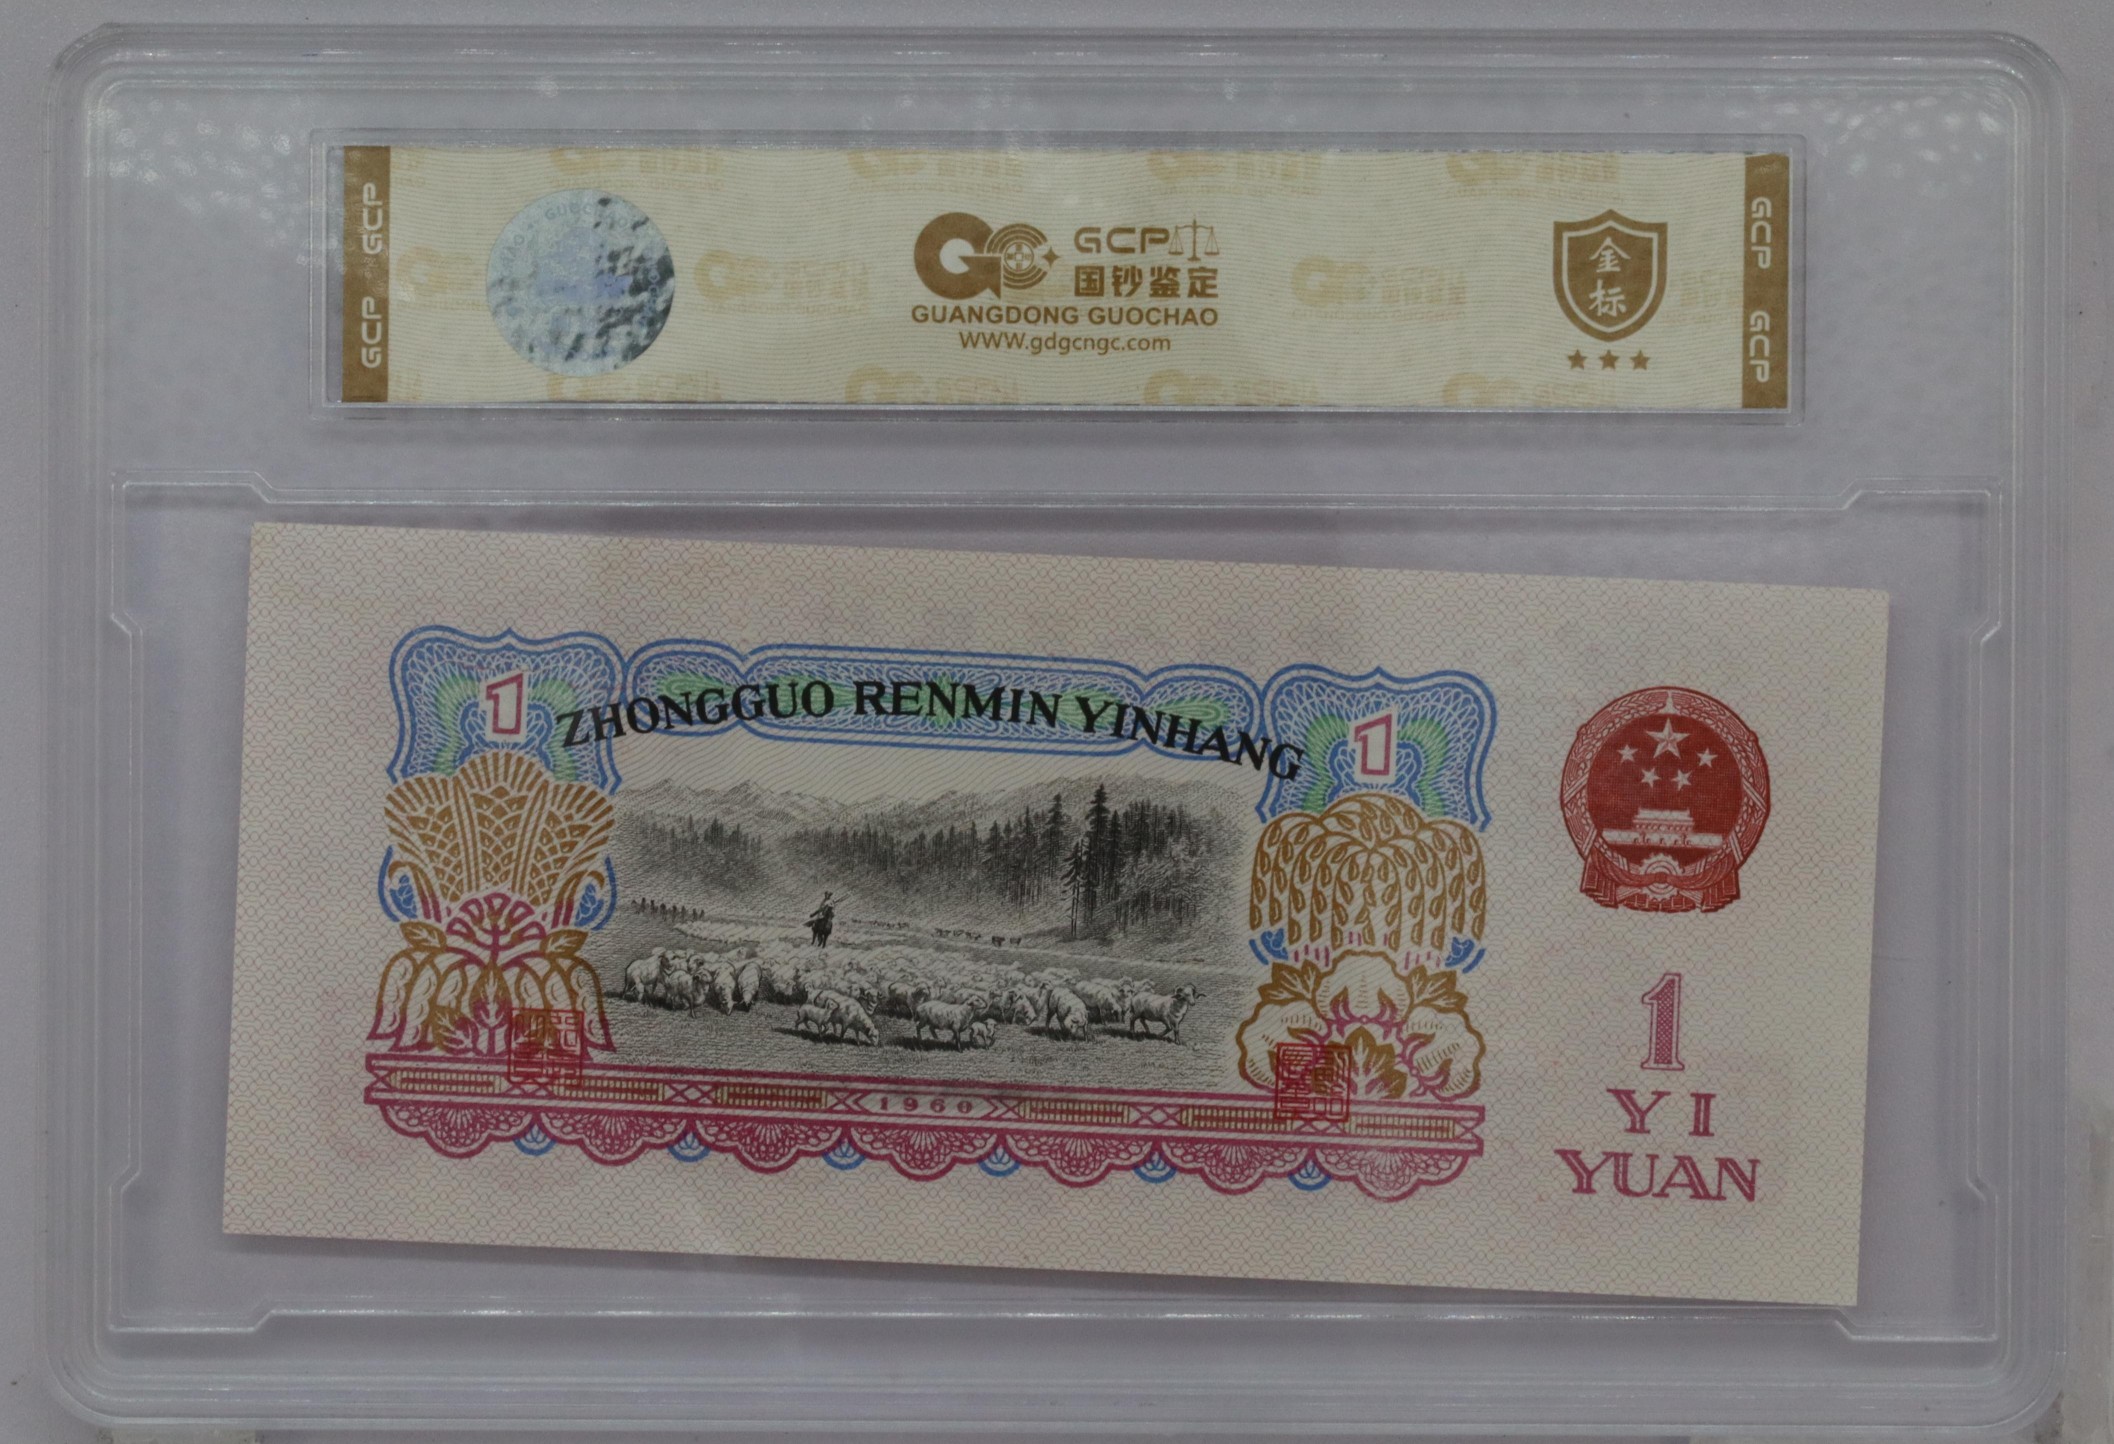 GCP GCP
GUOCHAO
GCP
国钞鉴定
GUANGDONG GUOCHAO
WWW.gdgcngc.com
金
标
GCP GCP
1
ZHONGGUO RENMIN YINHANG
1
1960
1
YI
YUAN